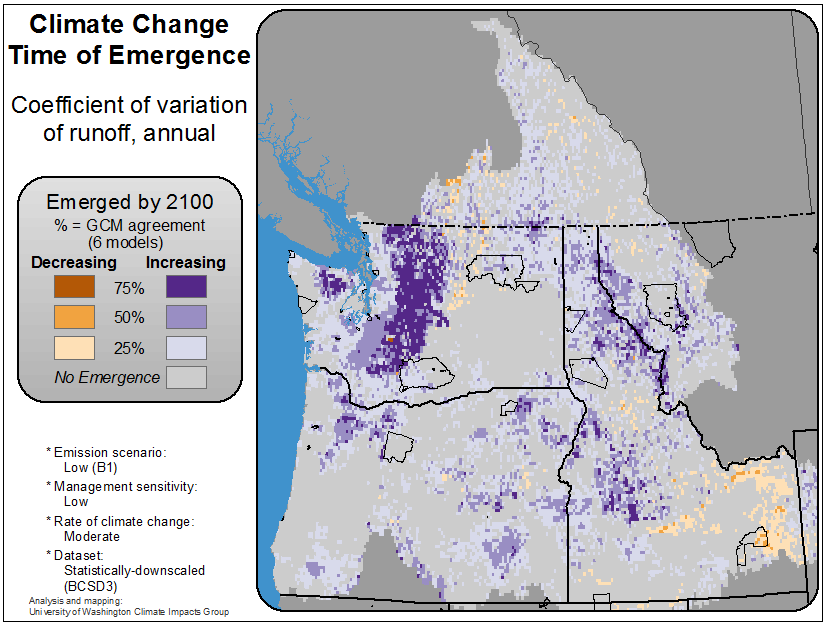 Climate Change
Time of Emergence
Coefficient of variation
of runoff, annual
Emerged by 2100
% = GCM agreement
(6 models)
Decreasing Increasing
75%
50%
25%
No Emergence
* Emission scenario:
Low (B1)
* Management sensitivity:
Low
* Rate of climate change:
Moderate
* Dataset:
Statistically-downscaled
(BCSD3)
Analysis and mapping:
University of Washington Climate Impacts Group